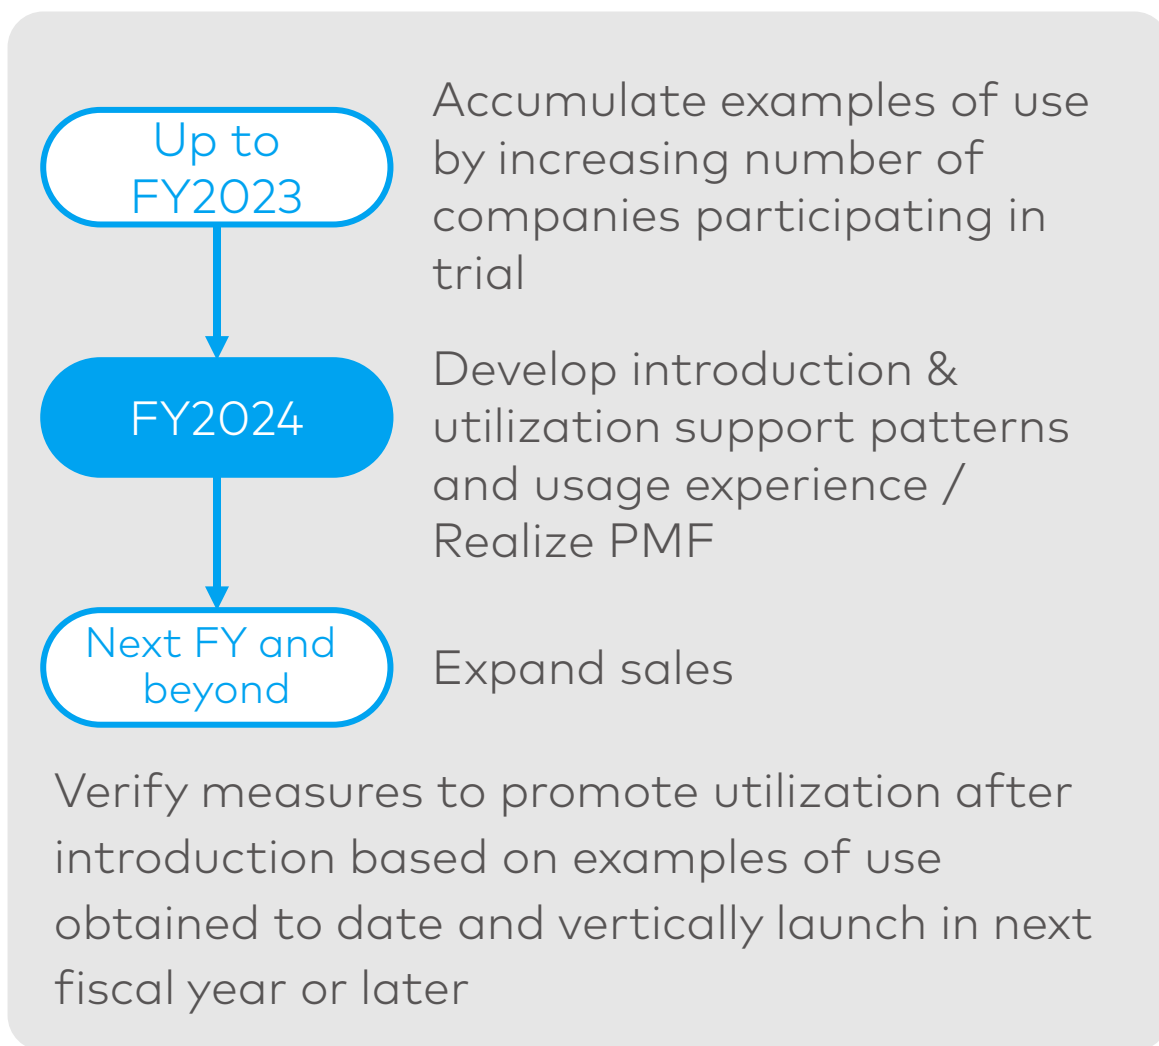 Up to
FY2023
Accumulate examples of use
by increasing number of
companies participating in
trial
FY2024
Develop introduction &
utilization support patterns
and usage experience /
Realize PMF
Next FY and
beyond
Expand sales
Verify measures to promote utilization after
introduction based on examples of use
obtained to date and vertically launch in next
fiscal year or later